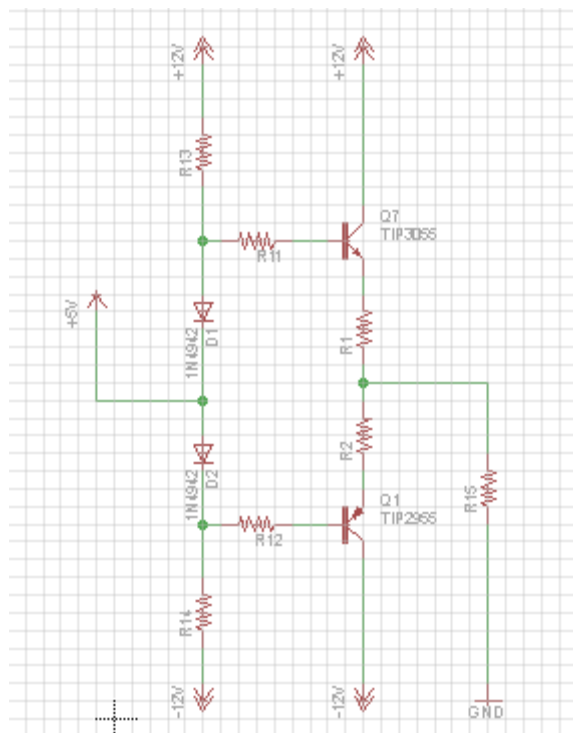 +12V
+12V
R13
Q7
TIP3055
R11
+5V
1N4942
D1
R1
R2
1N4942
D2
R15
Q1
TIP2955
R12
R14
-12V
-12V
GND